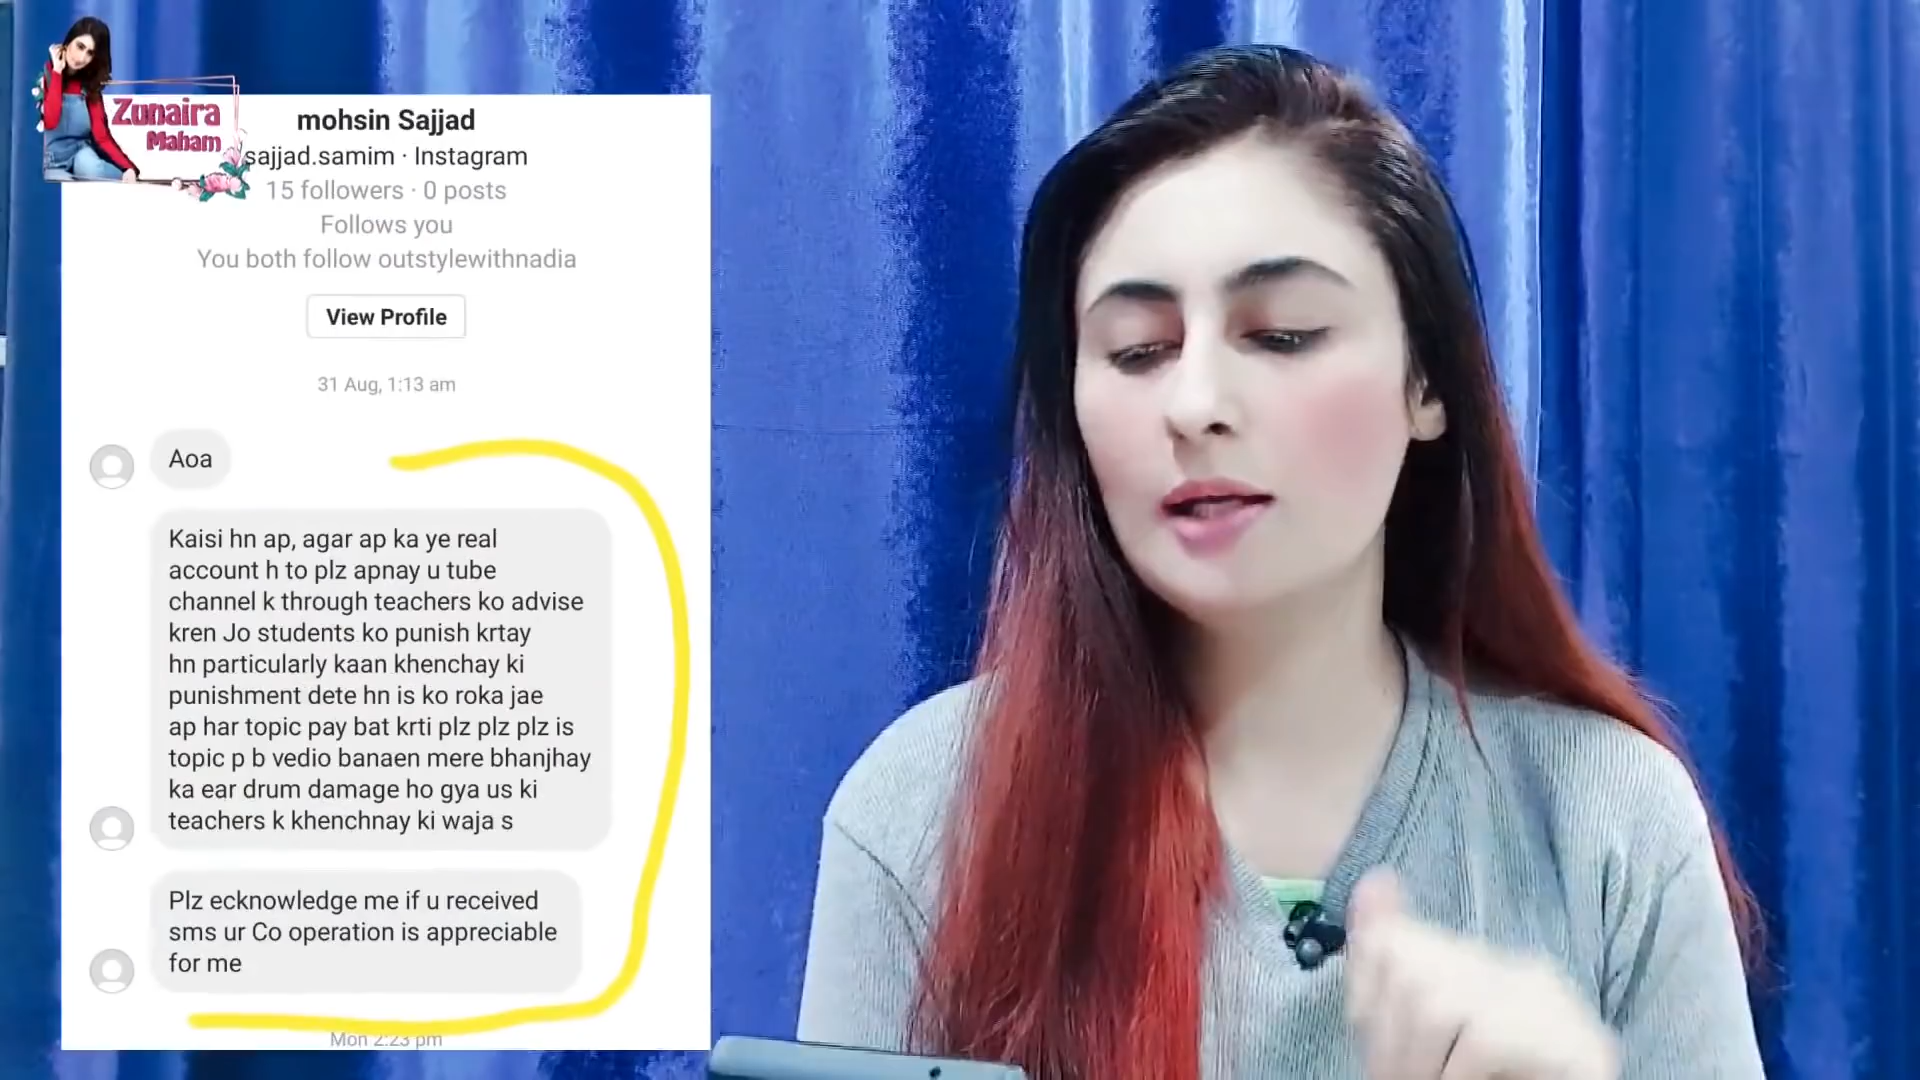 Zunaira
Maham
mohsin Sajjad
sajjad.samim · Instagram
15 followers · 0 posts
Follows you
You both follow outstylewithnadia
View Profile
31 Aug, 1:13 am
Aoa
Kaisi hn ap, agar ap ka ye real
account h to plz apnay u tube
channel k through teachers ko advise
kren Jo students ko punish krtay
hn particularly kaan khenchay ki
punishment dete hn is ko roka jae
ap har topic pay bat krti plz plz plz is
topic p b vedio banaen mere bhanjhay
ka ear drum damage ho gya us ki
teachers k khenchnay ki waja s
Plz ecknowledge me if u received
sms ur Co operation is appreciable
for me
Mon 2:23 pm